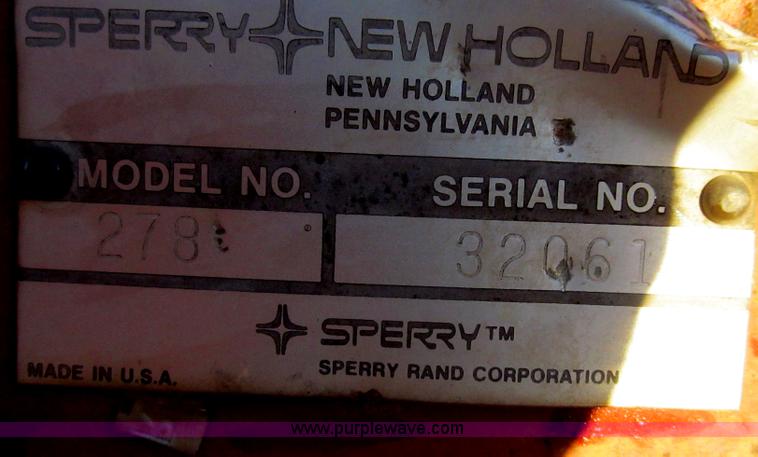 SPERRY NEW HOLLAND
NEW HOLLAND
PENNSYLVANIA
MODEL NO. SERIAL NO.
278 32061
SPERRY™
MADE IN U.S.A. SPERRY RAND CORPORATION
www.purplewave.com